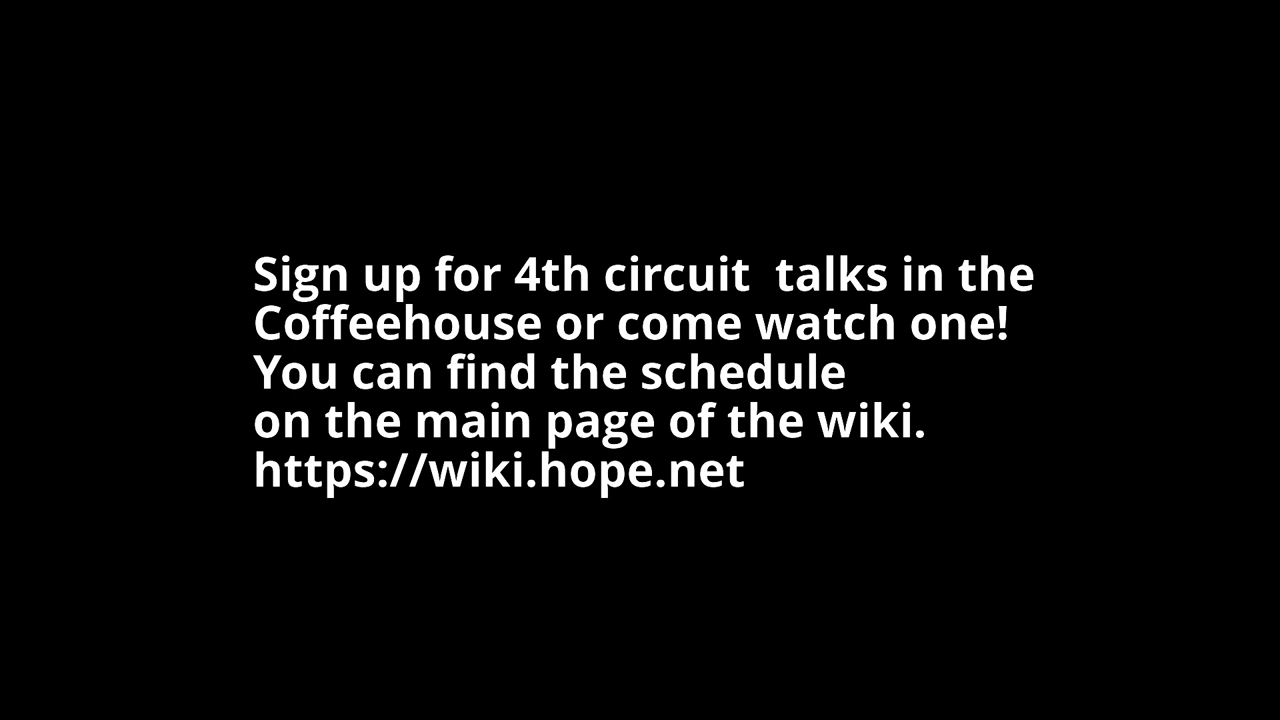 Sign up for 4th circuit  talks in the
Coffeehouse or come watch one!
You can find the schedule
on the main page of the wiki.
https://wiki.hope.net